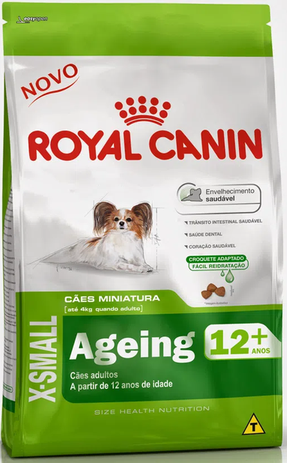 NOVO
ROYAL CANIN
Envelhecimento
saudável
TRÂNSITO INTESTINAL SAUDÁVEL
SAÚDE DENTAL
CORAÇÃO SAUDÁVEL
CROQUETE ADAPTADO
FÁCIL REIDRATAÇÃO
CÃES MINIATURA
[até 4kg quando adulto]
XSMALL
Ageing 12+
ANOS
Cães adultos
A partir de 12 anos de idade
SIZE HEALTH NUTRITION
T